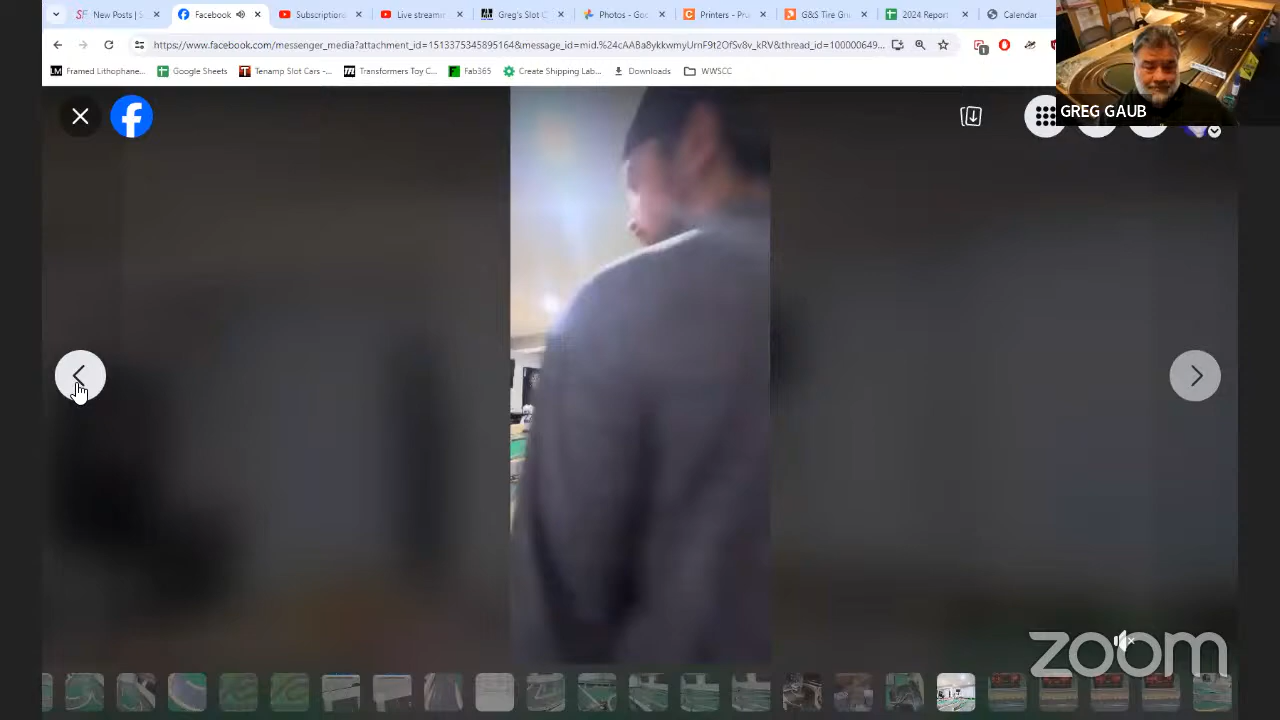 New Posts | S
Facebook
Subscription
Live streamin
Greg's Slot C
Photos - Goo
Printers - Pru
G&S Tire Grin
2024 Report
Calendar
https://www.facebook.com/messenger_media?attachment_id=1513375345895164&message_id=mid.%24cAABa8ykkwmyUmF9t2OfSv8v_tIxV&thread_id=100000649...
Framed Lithophane...
Google Sheets
Tenamp Slot Cars -...
Transformers Toy C...
Fab365
Create Shipping Lab...
Downloads
WWSCC
GREG GAUB
zoom